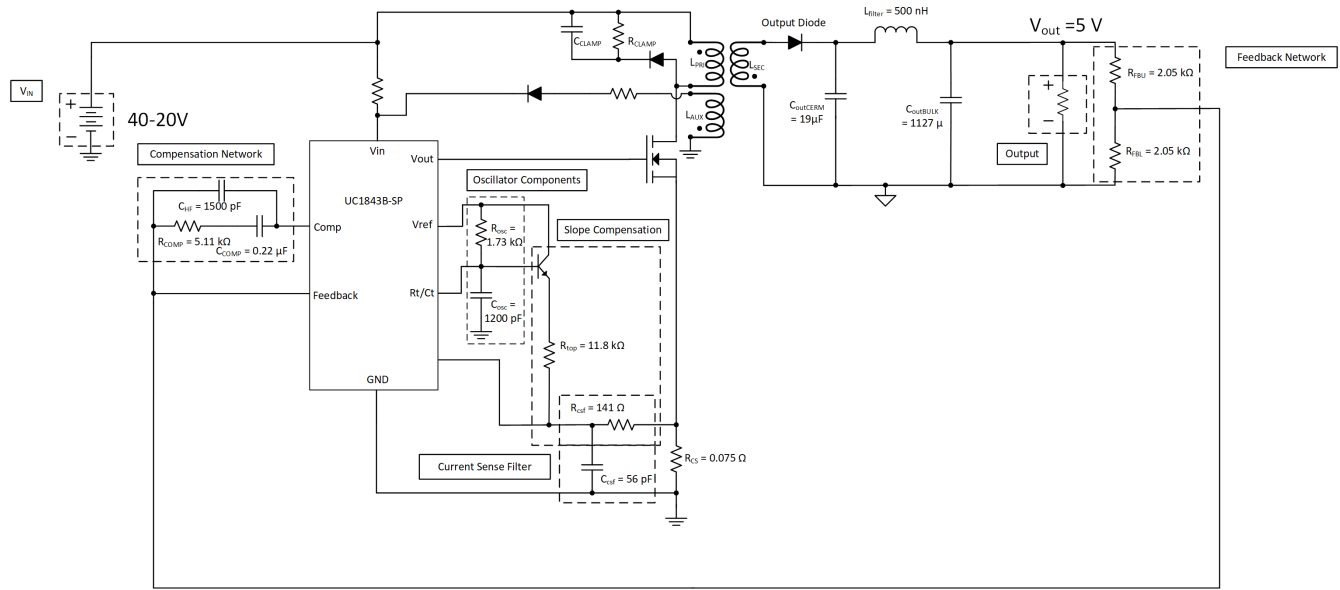 L_filter = 500 nH
V_out =5 V
Output Diode
C_CLAMP
R_CLAMP
L_PRI
L_SEC
Feedback Network
R_FBU = 2.05 kΩ
V_IN
+
−
40-20V
L_AUX
C_outCERM
= 19µF
C_outBULK
= 1127 µ
+
−
Output
R_FBL = 2.05 kΩ
Compensation Network
Vin
Vout
UC1843B-SP
Oscillator Components
C_HF = 1500 pF
R_COMP = 5.11 kΩ
C_COMP = 0.22 µF
Comp
Vref
R_osc =
1.73 kΩ
Slope Compensation
Feedback
Rt/Ct
C_osc =
1200 pF
R_top = 11.8 kΩ
GND
R_csf = 141 Ω
Current Sense Filter
C_csf = 56 pF
R_CS = 0.075 Ω